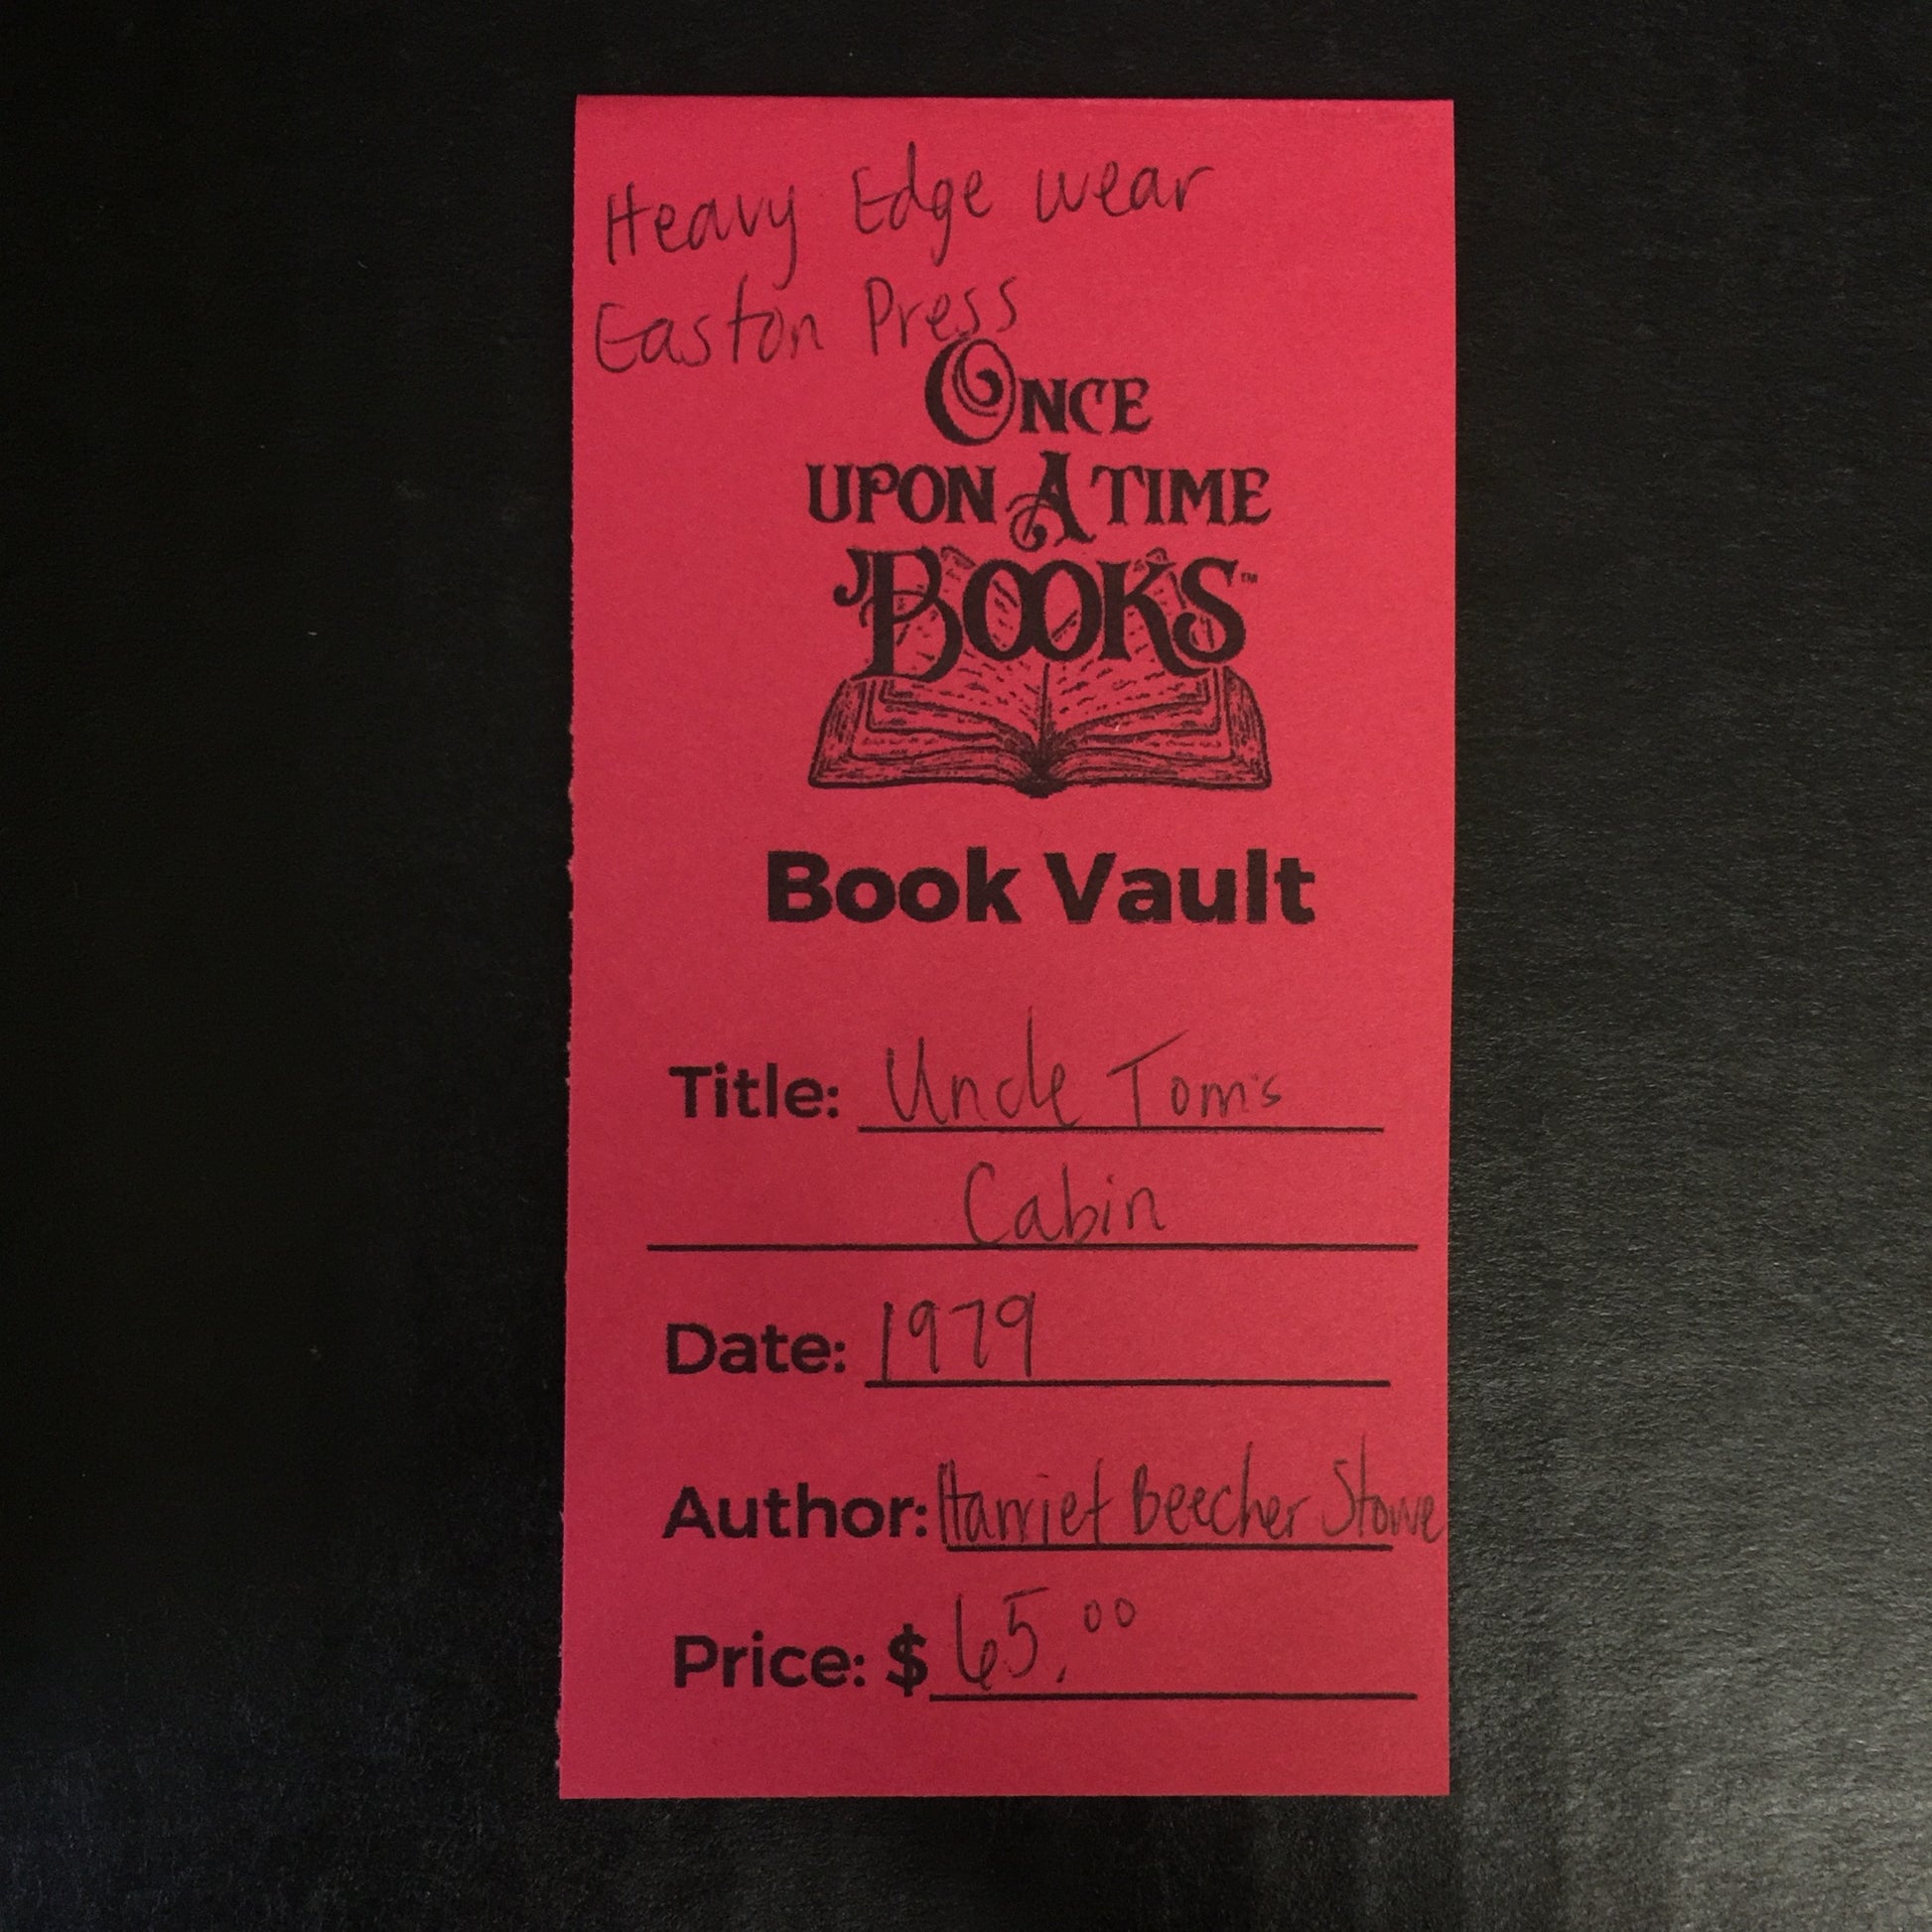 Heavy Edge wear
Easton Press
ONCE
UPON A TIME
BOOKS™
Book Vault
Title: Uncle Tom's
Cabin
Date: 1979
Author: Harriet Beecher Stowe
Price: $ 65.00